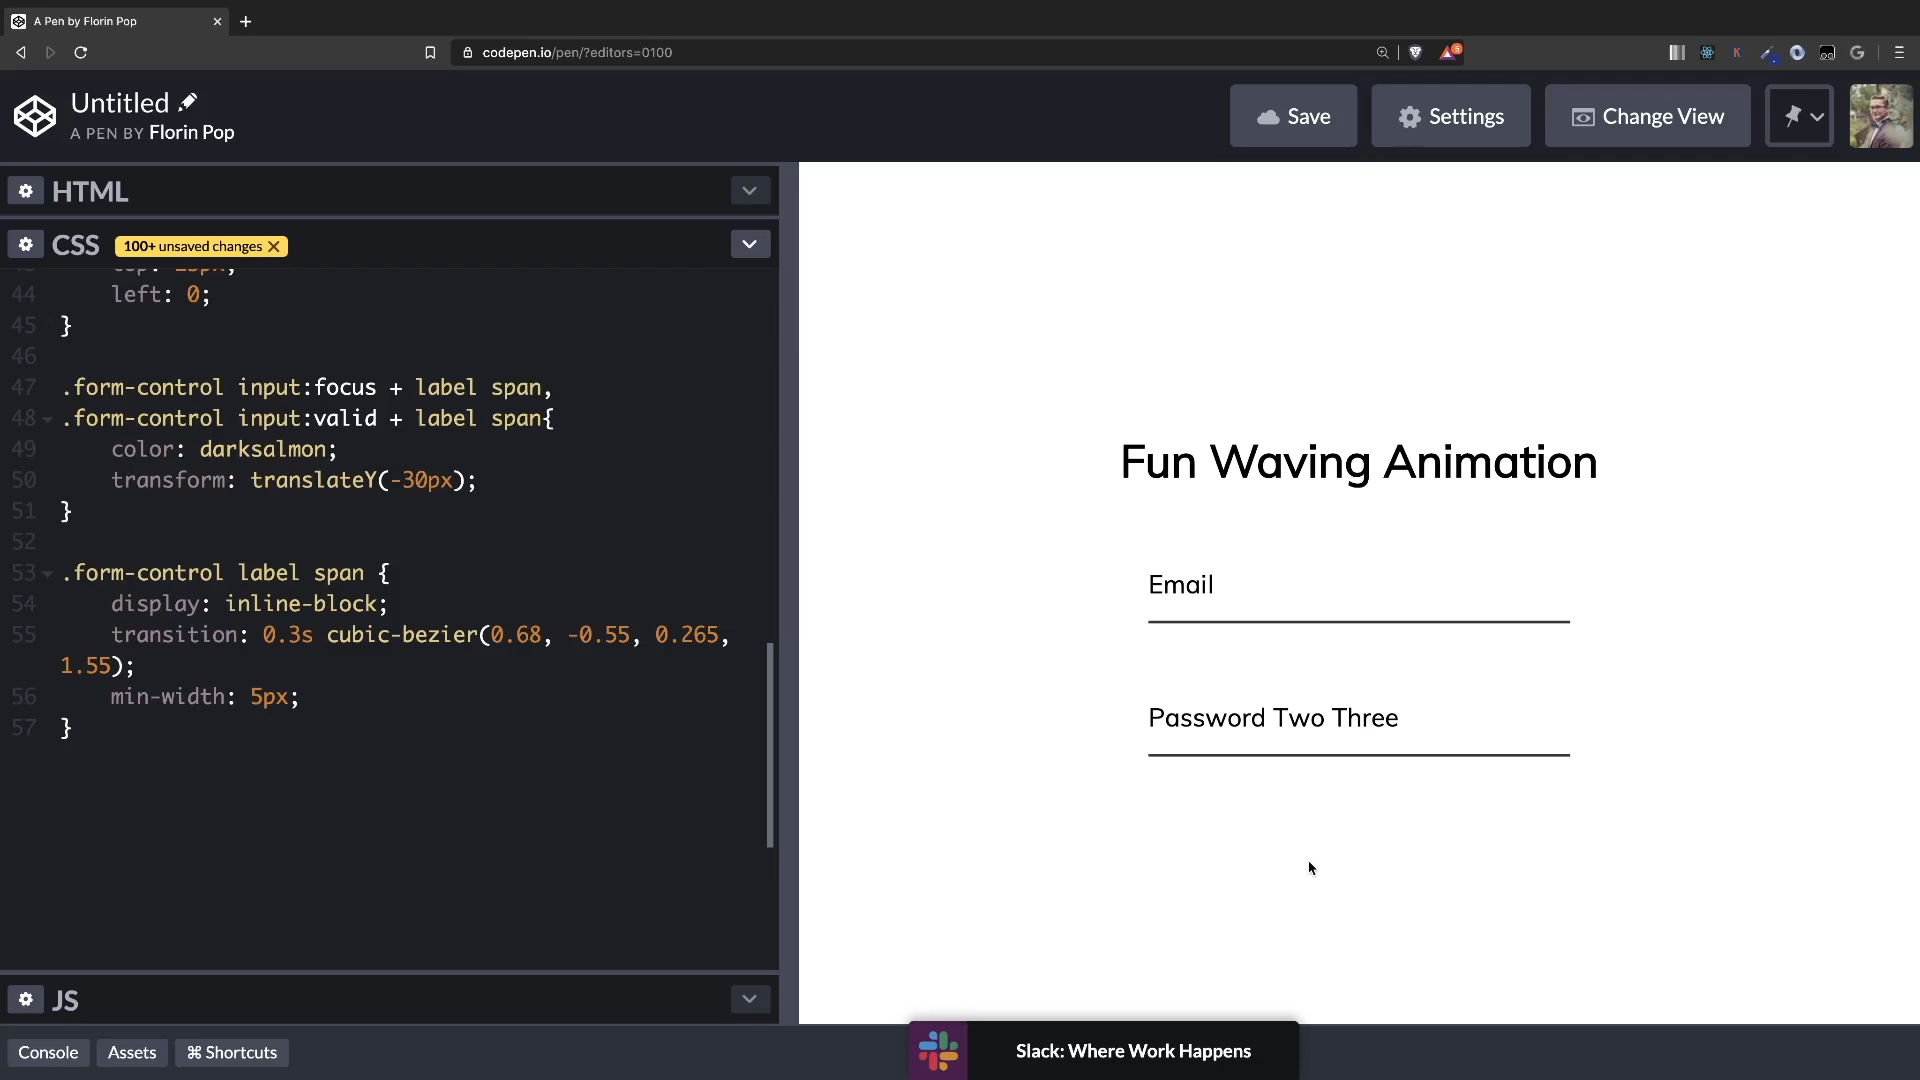 A Pen by Florin Pop
codepen.io/pen/?editors=0100
5
K
G
Untitled
A PEN BY Florin Pop
Save
Settings
Change View
HTML
CSS
100+ unsaved changes
44 left: 0;
45 }
46
47 .form-control input:focus + label span,
48 .form-control input:valid + label span{
49 color: darksalmon;
50 transform: translateY(-30px);
51 }
52
53 .form-control label span {
54 display: inline-block;
55 transition: 0.3s cubic-bezier(0.68, -0.55, 0.265,
1.55);
56 min-width: 5px;
57 }
Fun Waving Animation
Email
Password Two Three
JS
Console
Assets
⌘ Shortcuts
Slack: Where Work Happens